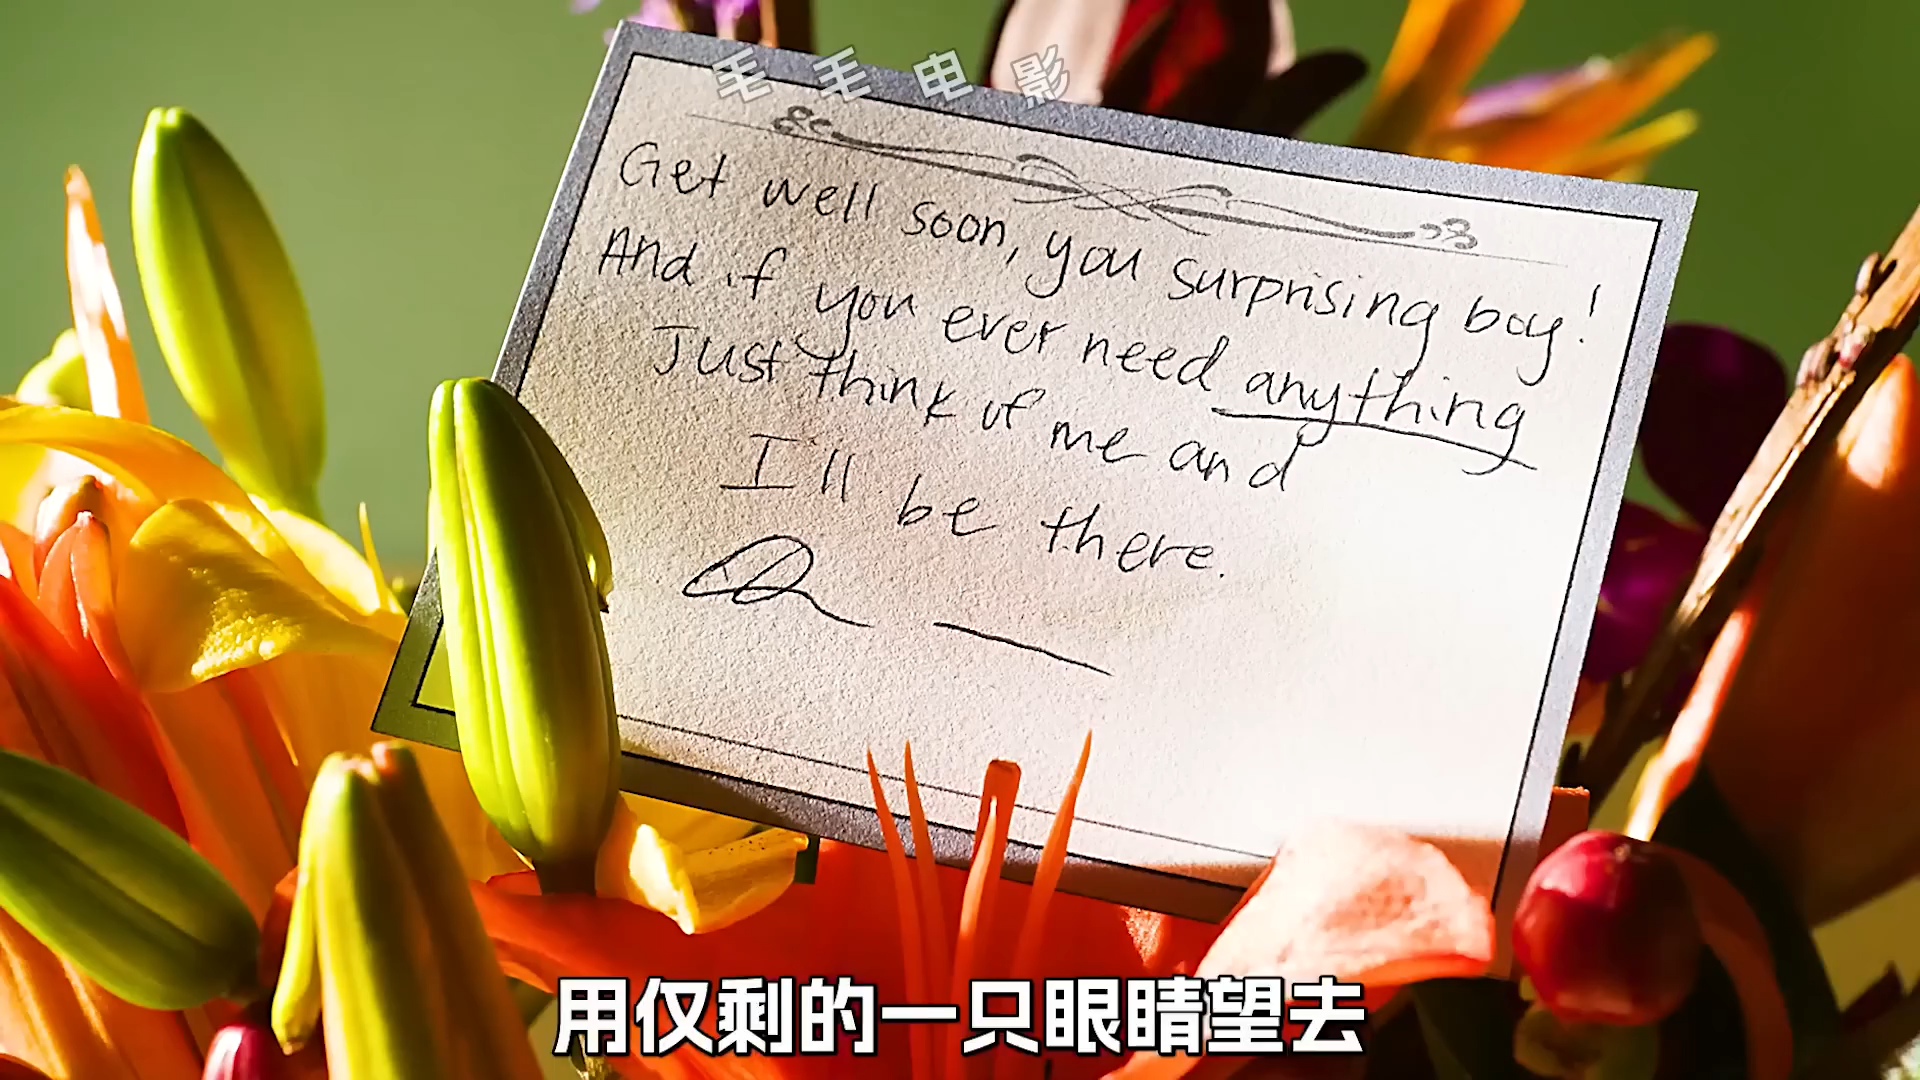 毛毛电影
Get well soon, you surprising boy!
And if you ever need anything
Just think of me and
I'll be there.
用仅剩的一只眼睛望去